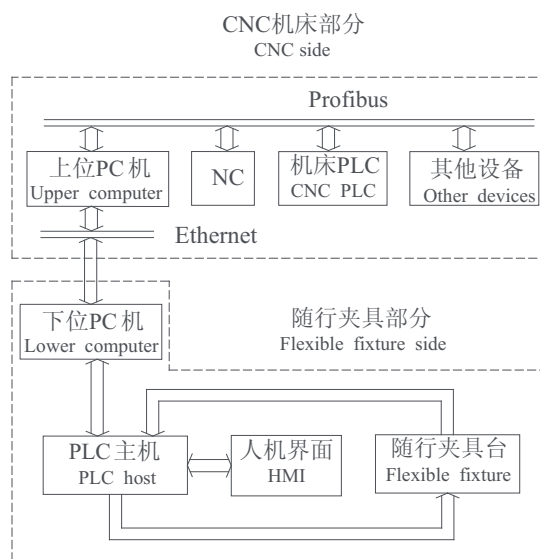 CNC机床部分
CNC side
Profibus
上位PC机
Upper computer
NC
机床PLC
CNC PLC
其他设备
Other devices
Ethernet
下位PC机
Lower computer
随行夹具部分
Flexible fixture side
PLC主机
PLC host
人机界面
HMI
随行夹具台
Flexible fixture